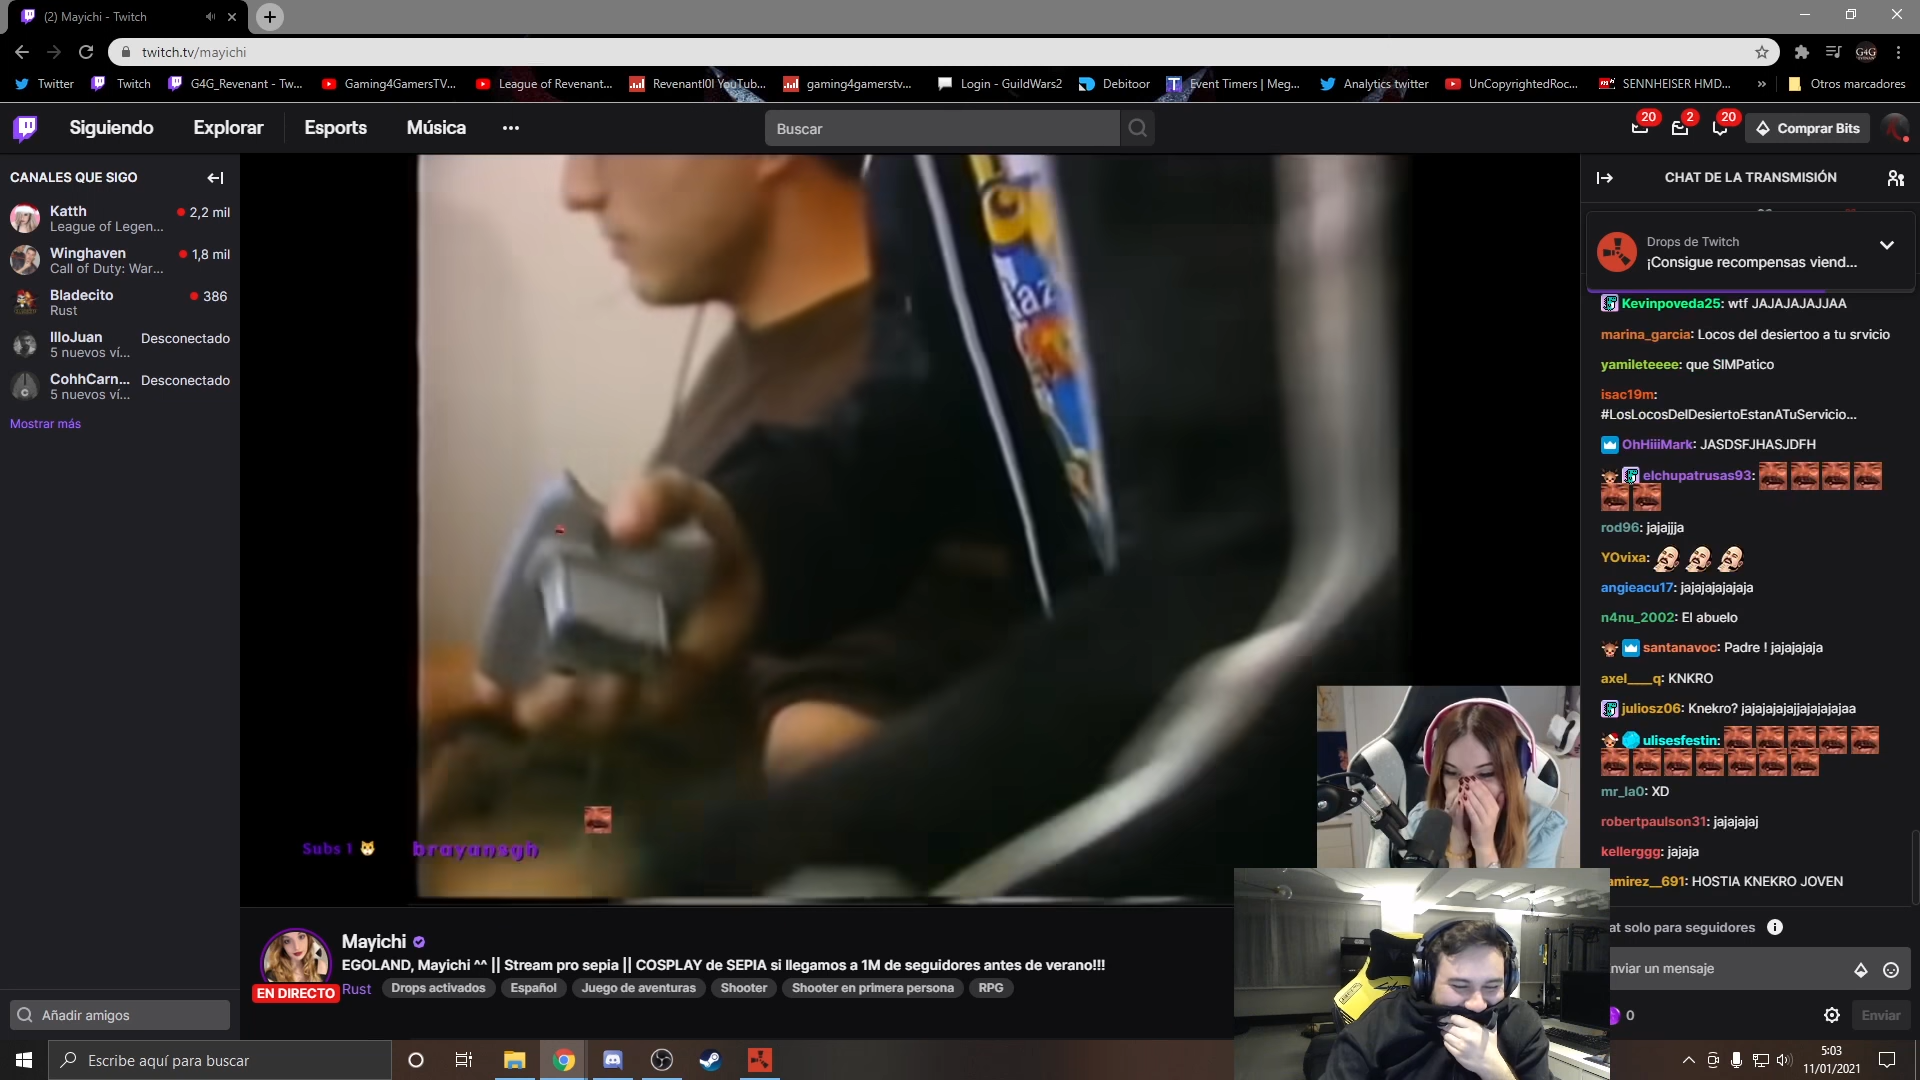 (2) Mayichi - Twitch
twitch.tv/mayichi
Twitter
Twitch
G4G_Revenant - Tw...
Gaming4GamersTV...
League of Revenant...
Revenantl0l YouTub...
gaming4gamerstv...
Login - GuildWars2
Debitoor
Event Timers | Meg...
Analytics twitter
UnCopyrightedRoc...
SENNHEISER HMD...
»
Otros marcadores
Siguiendo
Explorar
Esports
Música
Buscar
20
2
20
Comprar Bits
CANALES QUE SIGO
Katth
2,2 mil
League of Legen...
Winghaven
1,8 mil
Call of Duty: War...
Bladecito
386
Rust
IlloJuan
Desconectado
5 nuevos ví...
CohhCarn...
Desconectado
5 nuevos ví...
Mostrar más
Añadir amigos
Subs 1
brayansgh
CHAT DE LA TRANSMISIÓN
Drops de Twitch
¡Consigue recompensas viend...
Kevinpoveda25: wtf JAJAJAJAJJAA
marina_garcia: Locos del desiertoo a tu srvicio
yamileteeee: que SIMPatico
isac19m:
#LosLocosDelDesiertoEstanATuServicio...
OhHiiiMark: JASDSFJHASJDFH
elchupatrusas93:
rod96: jajajjja
YOvixa:
angieacu17: jajajajajajaja
n4nu_2002: El abuelo
santanavoc: Padre ! jajajajaja
axel____q: KNKRO
juliosz06: Knekro? jajajajajjajajajajaa
ulisesfestin:
mr_la0: XD
robertpaulson31: jajajajaj
kellerggg: jajaja
amirez__691: HOSTIA KNEKRO JOVEN
at solo para seguidores
nviar un mensaje
0
Enviar
Mayichi
EGOLAND, Mayichi ^^ || Stream pro sepia || COSPLAY de SEPIA si llegamos a 1M de seguidores antes de verano!!!
EN DIRECTO
Rust
Drops activados
Español
Juego de aventuras
Shooter
Shooter en primera persona
RPG
Escribe aquí para buscar
5:03
11/01/2021